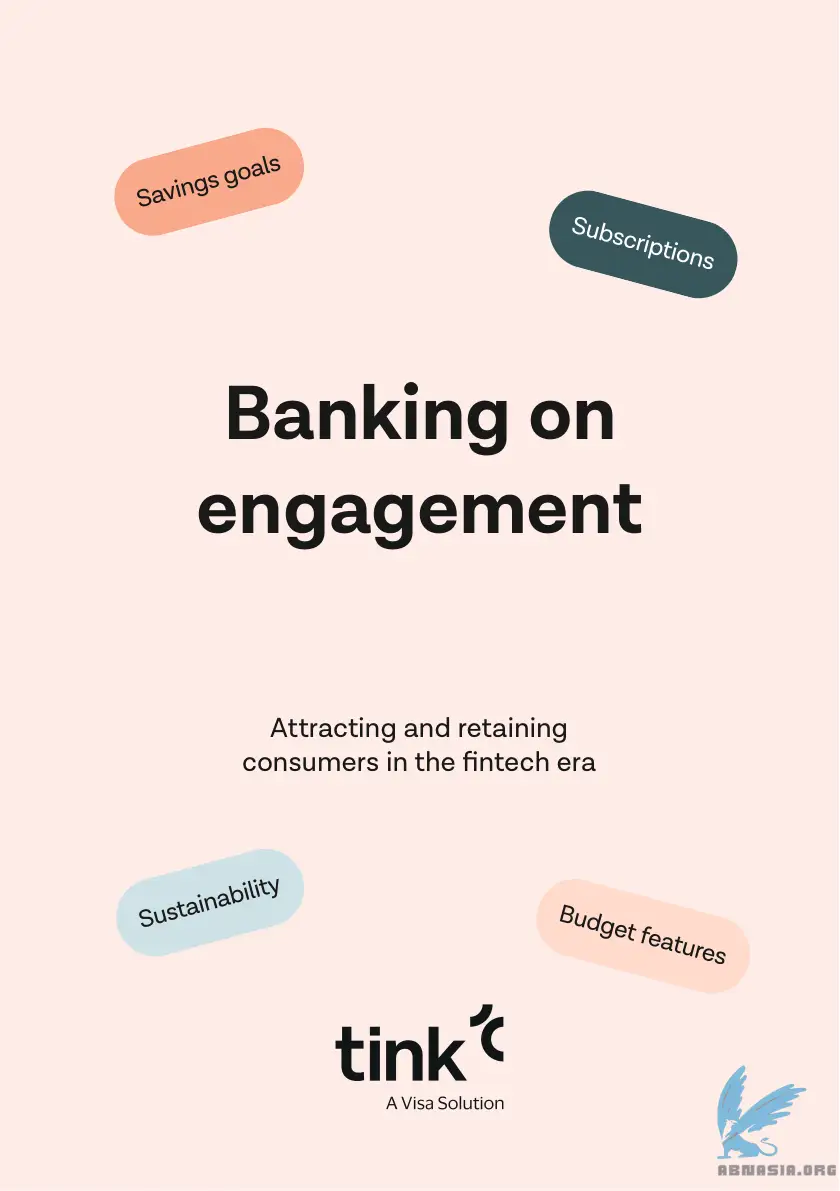 Savings goals
Subscriptions
Banking on
engagement
Attracting and retaining
consumers in the fintech era
Sustainability
Budget features
tink
A Visa Solution
ABNASIA.ORG